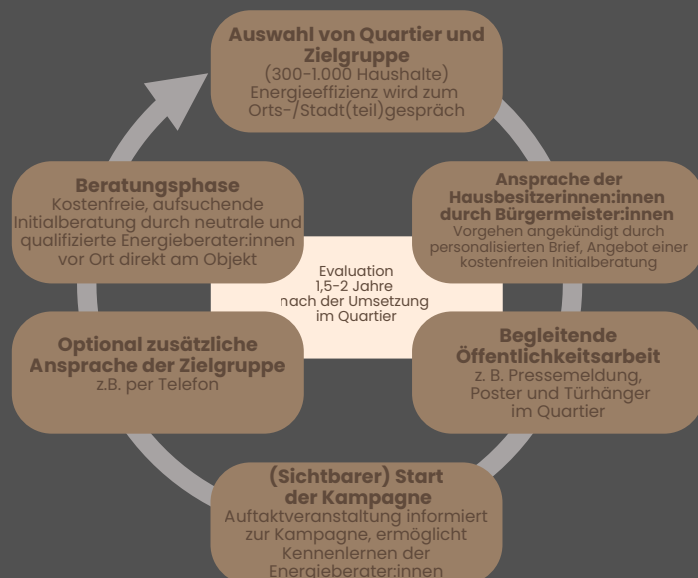 Auswahl von Quartier und
Zielgruppe
(300-1.000 Haushalte)
Energieeffizienz wird zum
Orts-/Stadt(teil)gespräch
Ansprache der
Hausbesitzerinnen:innen
durch Bürgermeister:innen
Vorgehen angekündigt durch
personalisierten Brief, Angebot einer
kostenfreien Initialberatung
Begleitende
Öffentlichkeitsarbeit
z. B. Pressemeldung,
Poster und Türhänger
im Quartier
(Sichtbarer) Start
der Kampagne
Auftaktveranstaltung informiert
zur Kampagne, ermöglicht
Kennenlernen der
Energieberater:innen
Optional zusätzliche
Ansprache der Zielgruppe
z.B. per Telefon
Beratungsphase
Kostenfreie, aufsuchende
Initialberatung durch neutrale und
qualifizierte Energieberater:innen
vor Ort direkt am Objekt
Evaluation
1,5-2 Jahre
nach der Umsetzung
im Quartier